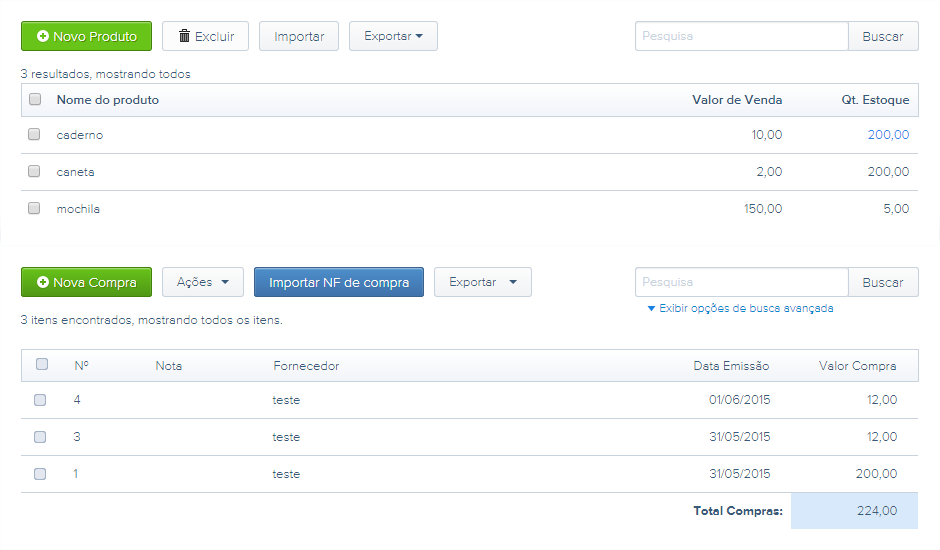 Novo Produto Excluir Importar Exportar Pesquisa Buscar
3 resultados, mostrando todos
Nome do produto Valor de Venda Qt. Estoque
caderno 10,00 200,00
caneta 2,00 200,00
mochila 150,00 5,00
Nova Compra Ações Importar NF de compra Exportar Pesquisa Buscar
Exibir opções de busca avançada
3 itens encontrados, mostrando todos os itens.
Nº Nota Fornecedor Data Emissão Valor Compra
4 teste 01/06/2015 12,00
3 teste 31/05/2015 12,00
1 teste 31/05/2015 200,00
Total Compras: 224,00